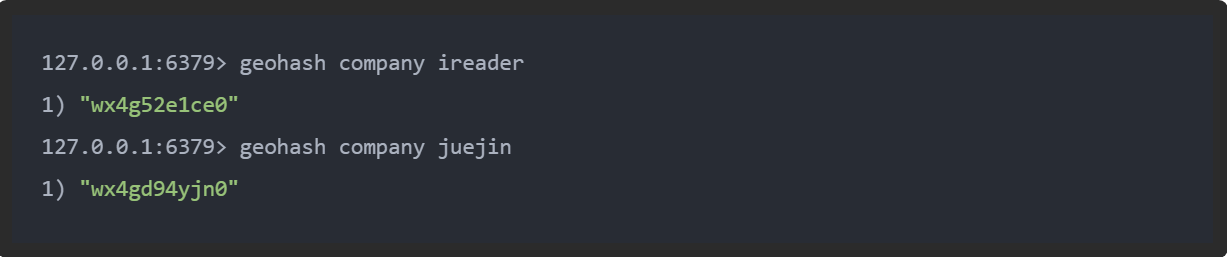 127.0.0.1:6379> geohash company ireader
1) "wx4g52e1ce0"
127.0.0.1:6379> geohash company juejin
1) "wx4gd94yjn0"